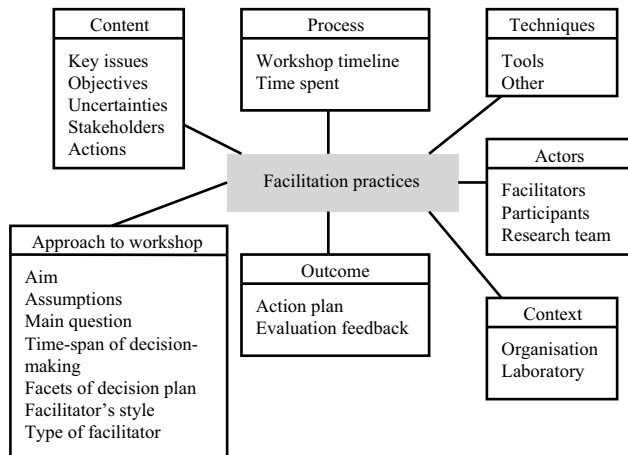 Content
Key issues
Objectives
Uncertainties
Stakeholders
Actions
Process
Workshop timeline
Time spent
Techniques
Tools
Other
Facilitation practices
Actors
Facilitators
Participants
Research team
Approach to workshop
Aim
Assumptions
Main question
Time-span of decision-
making
Facets of decision plan
Facilitator’s style
Type of facilitator
Outcome
Action plan
Evaluation feedback
Context
Organisation
Laboratory